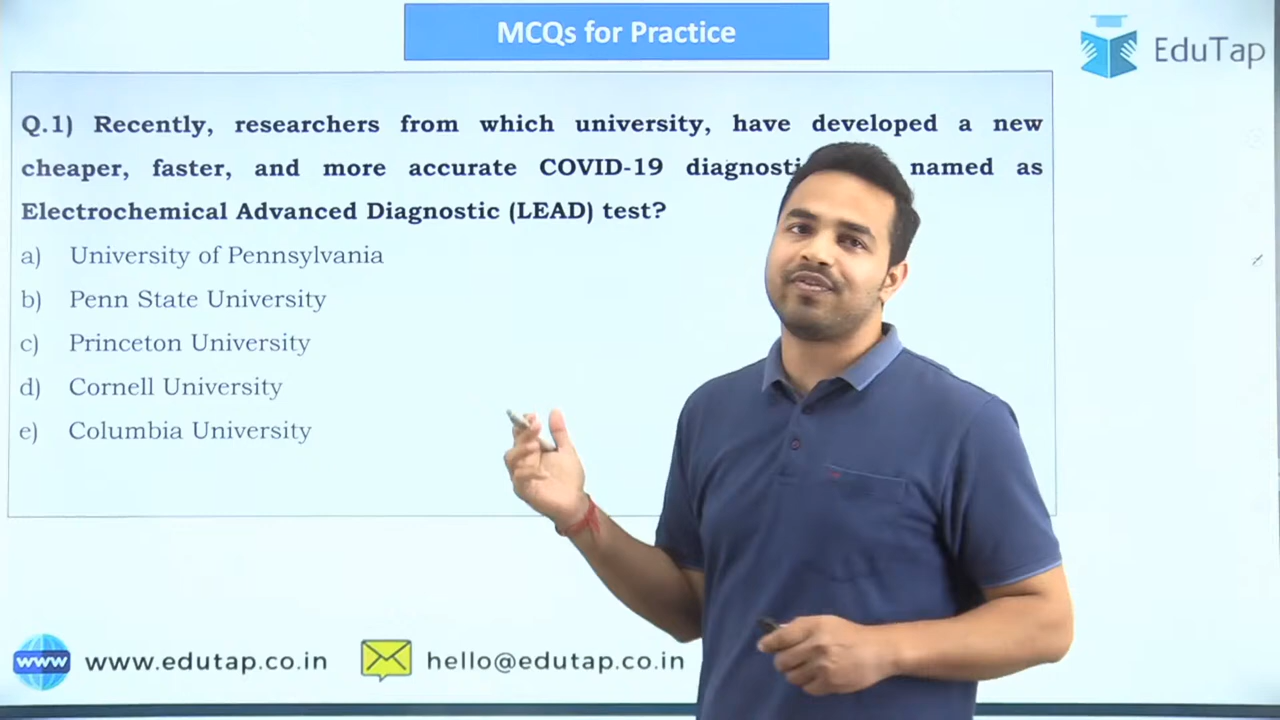 MCQs for Practice
EduTap
Q.1) Recently, researchers from which university, have developed a new
cheaper, faster, and more accurate COVID-19 named as
Electrochemical Advanced Diagnostic (LEAD) test?
a) University of Pennsylvania
b) Penn State University
c) Princeton University
d) Cornell University
e) Columbia University
www www.edutap.co.in hello@edutap.co.in